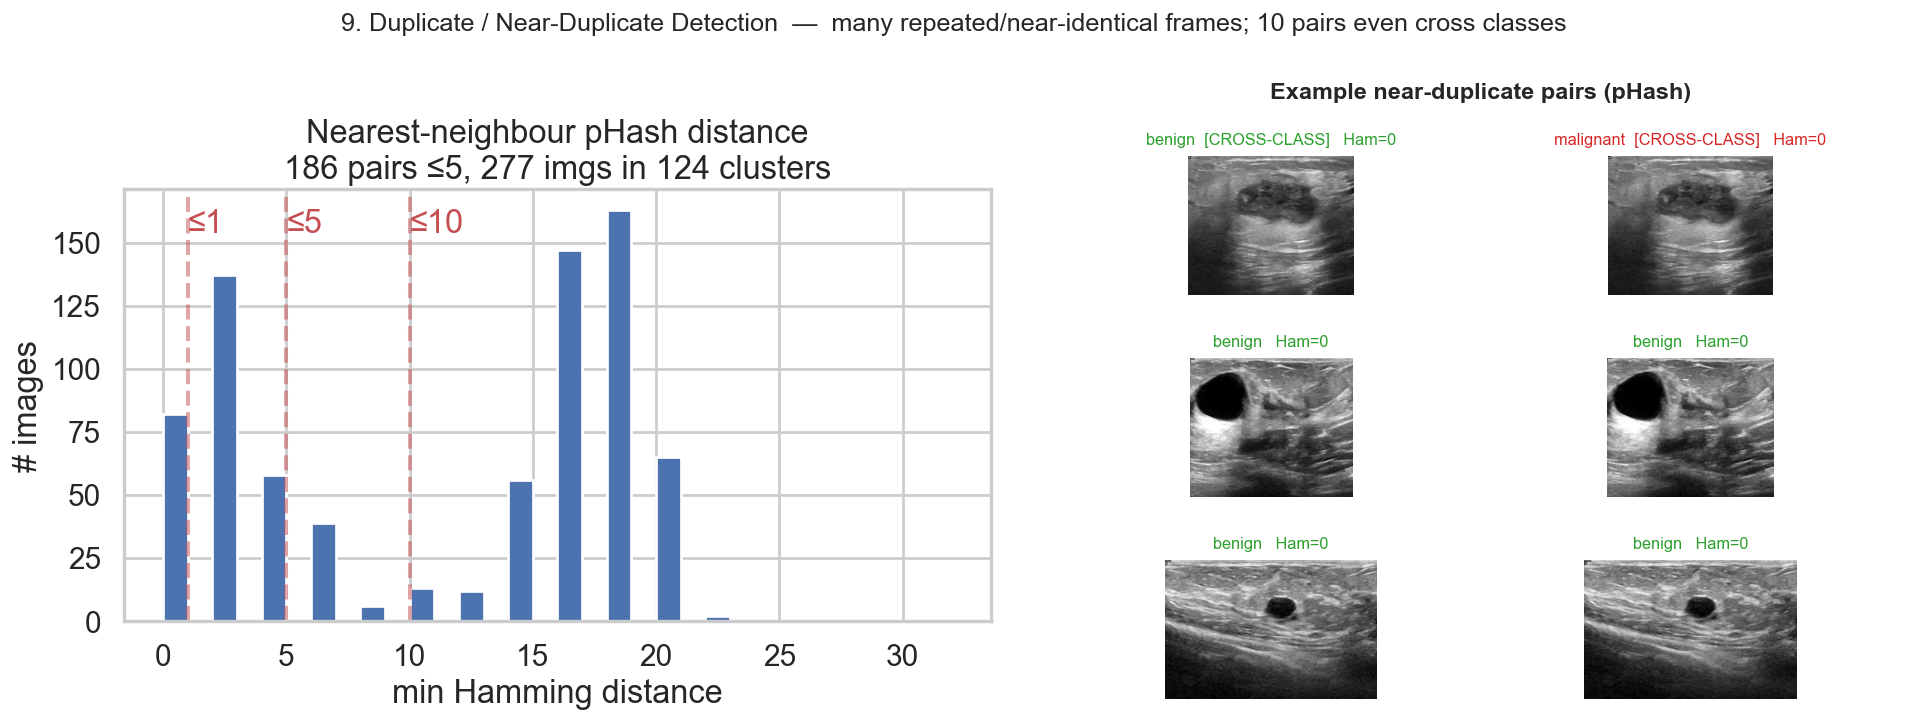 9. Duplicate / Near-Duplicate Detection — many repeated/near-identical frames; 10 pairs even cross classes
Nearest-neighbour pHash distance
186 pairs ≤5, 277 imgs in 124 clusters
≤1
≤5
≤10
150
125
100
75
50
25
0
# images
0
5
10
15
20
25
30
min Hamming distance
Example near-duplicate pairs (pHash)
benign [CROSS-CLASS] Ham=0
malignant [CROSS-CLASS] Ham=0
benign Ham=0
benign Ham=0
benign Ham=0
benign Ham=0